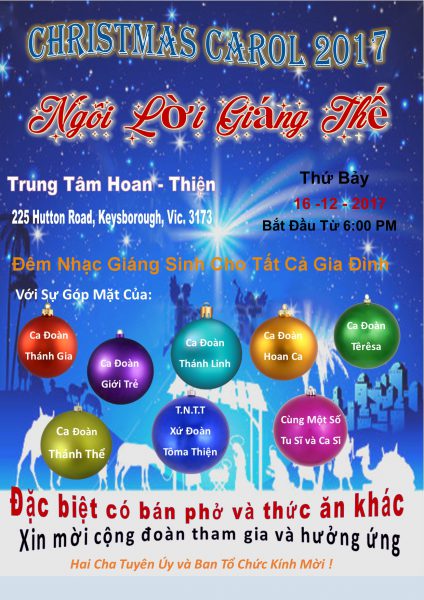 CHRISTMAS CAROL 2017
Ngôi Lời Giáng Thế
Trung Tâm Hoan - Thiện
225 Hutton Road, Keysborough, Vic. 3173
Thứ Bảy
16 -12 - 2017
Bắt Đầu Từ 6:00 PM
Đêm Nhạc Giáng Sinh Cho Tất Cả Gia Đình
Với Sự Góp Mặt Của:
Ca Đoàn
Thánh Gia
Ca Đoàn
Giới Trẻ
Ca Đoàn
Thánh Linh
Ca Đoàn
Hoan Ca
Ca Đoàn
Têrêsa
Ca Đoàn
Thánh Thể
T.N.T.T
Xứ Đoàn
Tôma Thiện
Cùng Một Số
Tu Sĩ và Ca Sĩ
Đặc biệt có bán phở và thức ăn khác
Xin mời cộng đoàn tham gia và hưởng ứng
Hai Cha Tuyên Úy và Ban Tổ Chức Kính Mời !